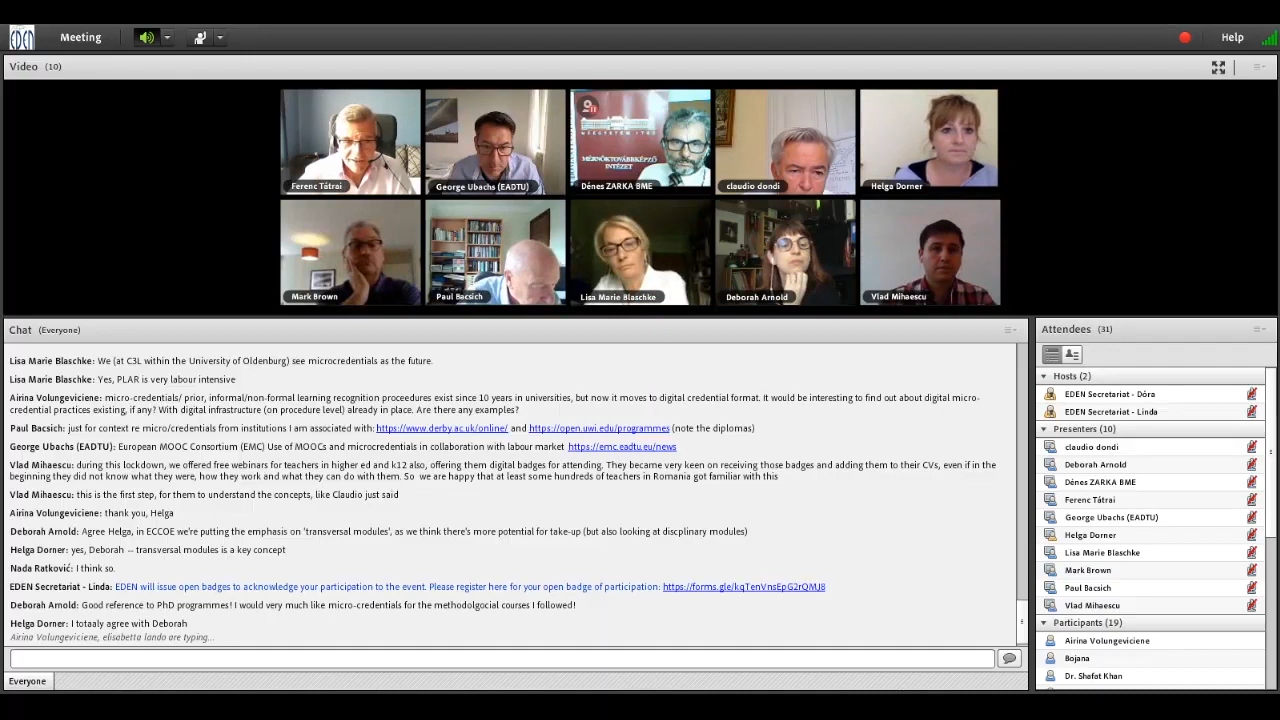 EDEN
Meeting
Help
Video (10)
MŰEGYETEM 1782
MÉRNÖKTOVÁBBKÉPZŐ
INTÉZET
Ferenc Tátrai
George Ubachs (EADTU)
Dénes ZARKA BME
claudio dondi
Helga Dorner
Mark Brown
Paul Bacsich
Lisa Marie Blaschke
Deborah Arnold
Vlad Mihaescu
Chat (Everyone)
Lisa Marie Blaschke: We (at C3L within the University of Oldenburg) see microcredentials as the future.
Lisa Marie Blaschke: Yes, PLAR is very labour intensive
Airina Volungeviciene: micro-credentials/ prior, informal/non-formal learning recognition proceedures exist since 10 years in universities, but now it moves to digital credential format. It would be interesting to find out about digital micro-
credential practices existing, if any? With digital infrastructure (on procedure level) already in place. Are there any examples?
Paul Bacsich: just for context re micro/credentials from institutions I am associated with: https://www.derby.ac.uk/online/ and https://open.uwi.edu/programmes (note the diplomas)
George Ubachs (EADTU): European MOOC Consortium (EMC) Use of MOOCs and microcredentials in collaboration with labour market https://emc.eadtu.eu/news
Vlad Mihaescu: during this lockdown, we offered free webinars for teachers in higher ed and k12 also, offering them digital badges for attending. They became very keen on receiving those badges and adding them to their CVs, even if in the
beginning they did not know what they were, how they work and what they can do with them. So we are happy that at least some hundreds of teachers in Romania got familiar with this
Vlad Mihaescu: this is the first step, for them to understand the concepts, like Claudio just said
Airina Volungeviciene: thank you, Helga
Deborah Arnold: Agree Helga, in ECCOE we're putting the emphasis on 'transversal modules', as we think there's more potential for take-up (but also looking at discplinary modules)
Helga Dorner: yes, Deborah -- transversal modules is a key concept
Nada Ratković: I think so.
EDEN Secretariat - Linda: EDEN will issue open badges to acknowledge your participation to the event. Please register here for your open badge of participation: https://forms.gle/kqTenVnsEpG2rQMJ8
Deborah Arnold: Good reference to PhD programmes! I would very much like micro-credentials for the methodolgocial courses I followed!
Helga Dorner: I totaaly agree with Deborah
Airina Volungeviciene, elisabetta lando are typing...
Everyone
Attendees (31)
Hosts (2)
EDEN Secretariat - Dóra
EDEN Secretariat - Linda
Presenters (10)
claudio dondi
Deborah Arnold
Dénes ZARKA BME
Ferenc Tátrai
George Ubachs (EADTU)
Helga Dorner
Lisa Marie Blaschke
Mark Brown
Paul Bacsich
Vlad Mihaescu
Participants (19)
Airina Volungeviciene
Bojana
Dr. Shafat Khan